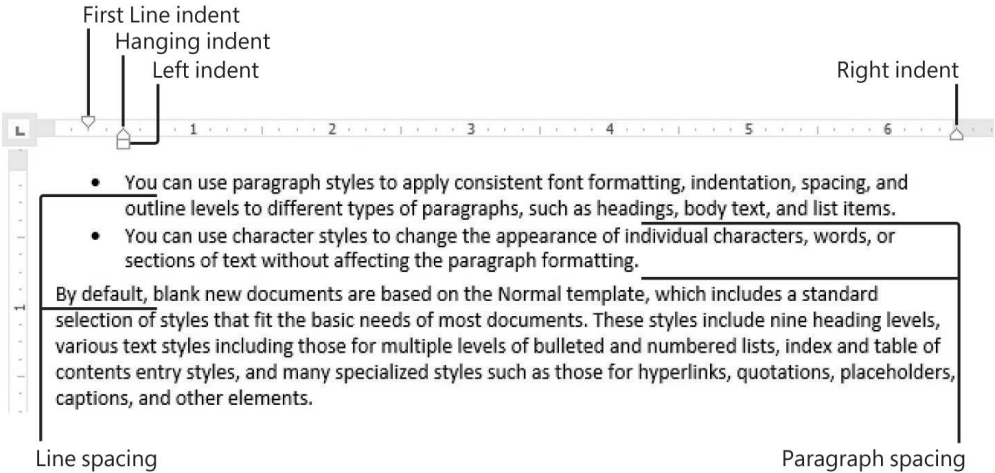 First Line indent
Hanging indent
Left indent
Right indent
L 1 2 3 4 5 6
• You can use paragraph styles to apply consistent font formatting, indentation, spacing, and
outline levels to different types of paragraphs, such as headings, body text, and list items.
• You can use character styles to change the appearance of individual characters, words, or
sections of text without affecting the paragraph formatting.
By default, blank new documents are based on the Normal template, which includes a standard
1
selection of styles that fit the basic needs of most documents. These styles include nine heading levels,
various text styles including those for multiple levels of bulleted and numbered lists, index and table of
contents entry styles, and many specialized styles such as those for hyperlinks, quotations, placeholders,
captions, and other elements.
Line spacing
Paragraph spacing